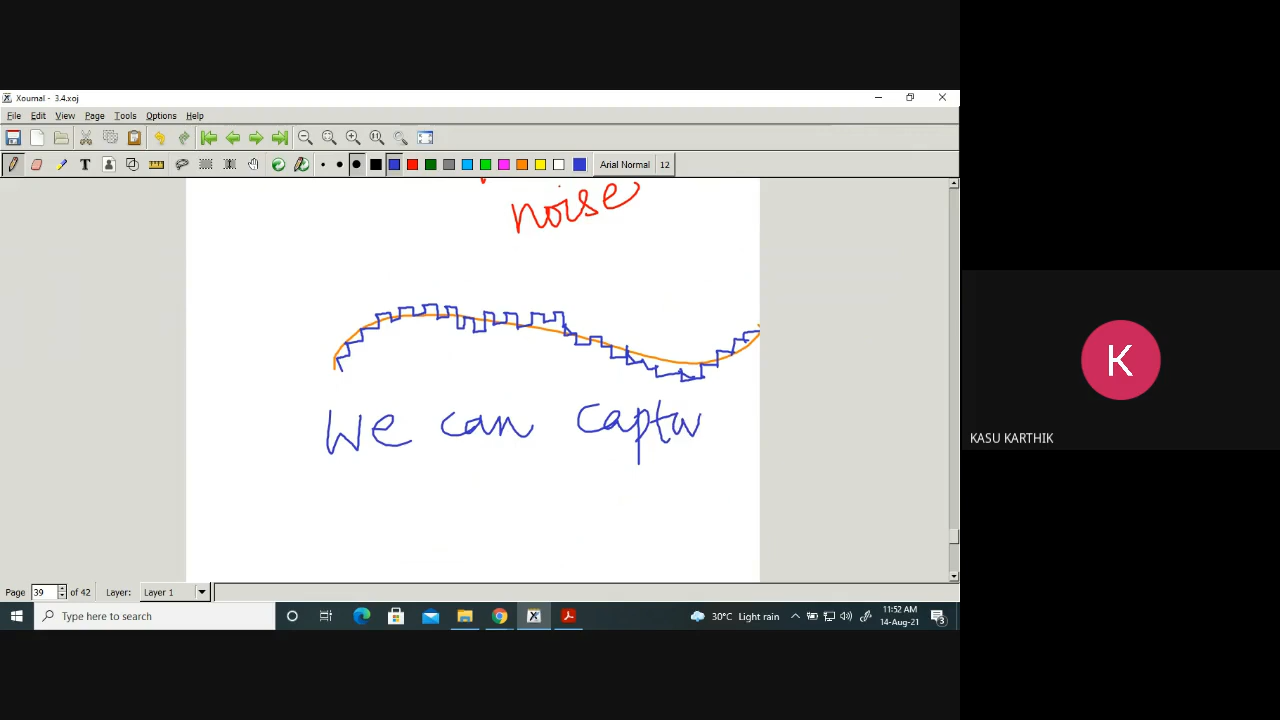 Xournal - 3.4.xoj
File Edit View Page Tools Options Help
Arial Normal 12
noise
We can captu
K
KASU KARTHIK
Page 39 of 42 Layer: Layer 1
Type here to search
30°C Light rain
11:52 AM
14-Aug-21
3